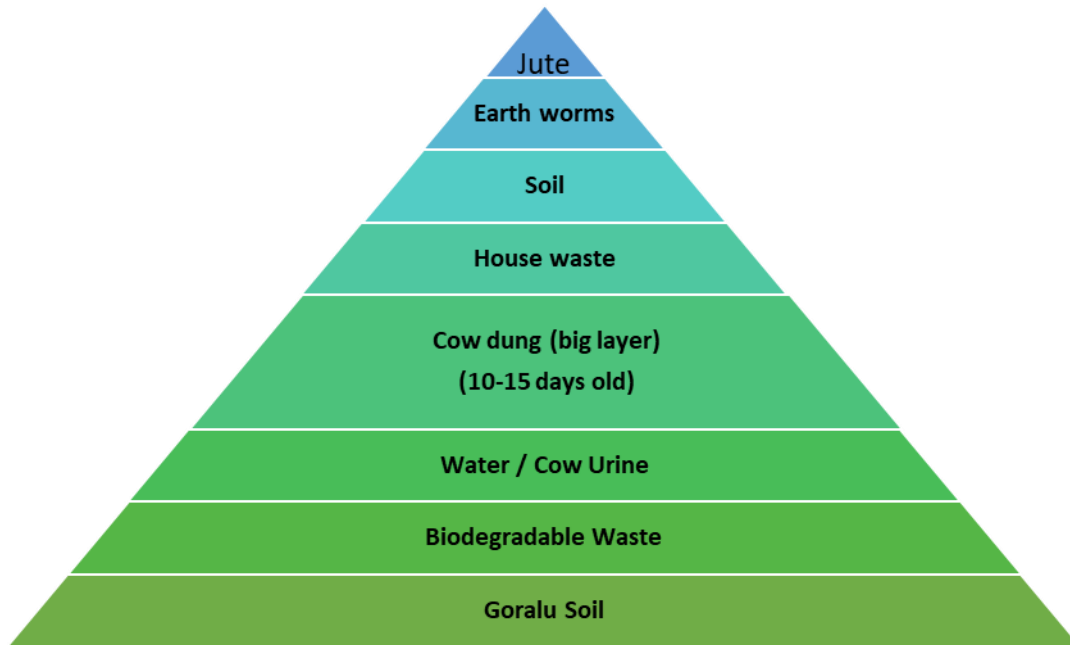 Jute
Earth worms
Soil
House waste
Cow dung (big layer)
(10-15 days old)
Water / Cow Urine
Biodegradable Waste
Goralu Soil